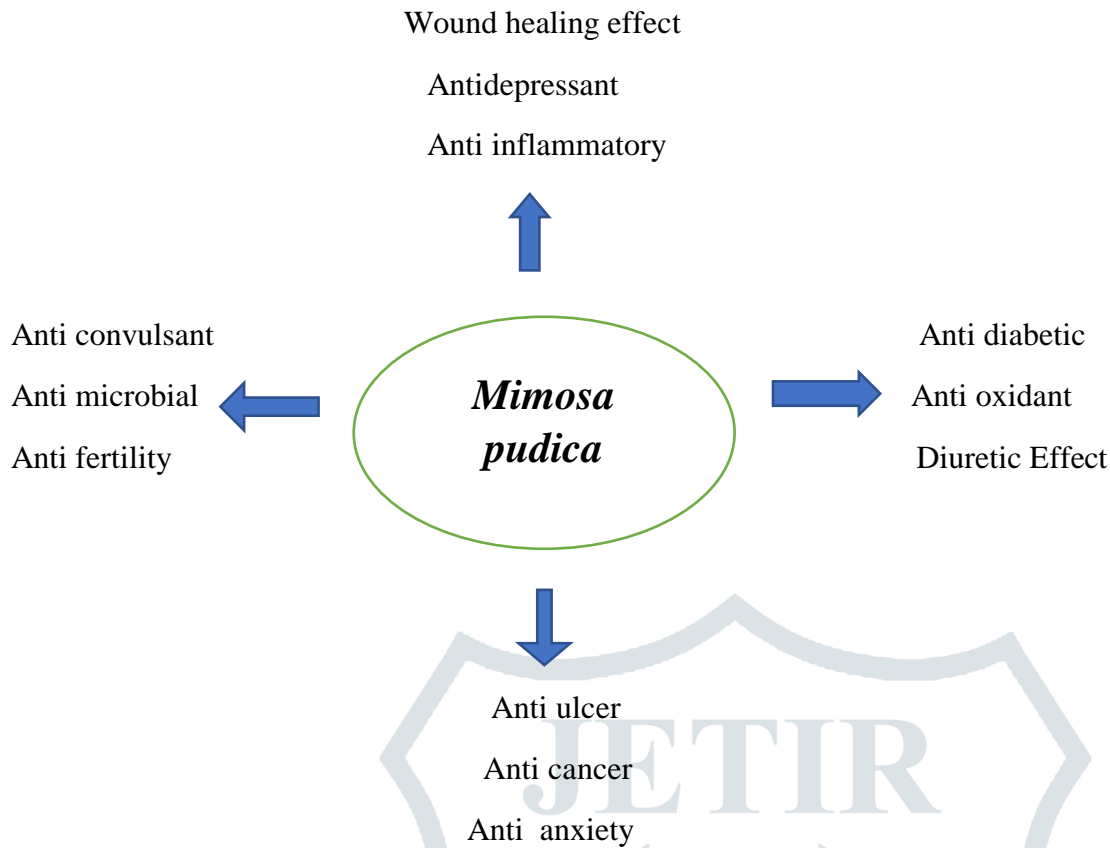 Wound healing effect
Antidepressant
Anti inflammatory
Anti convulsant
Anti microbial
Anti fertility
Mimosa
pudica
Anti diabetic
Anti oxidant
Diuretic Effect
Anti ulcer
Anti cancer
Anti anxiety
JETIR